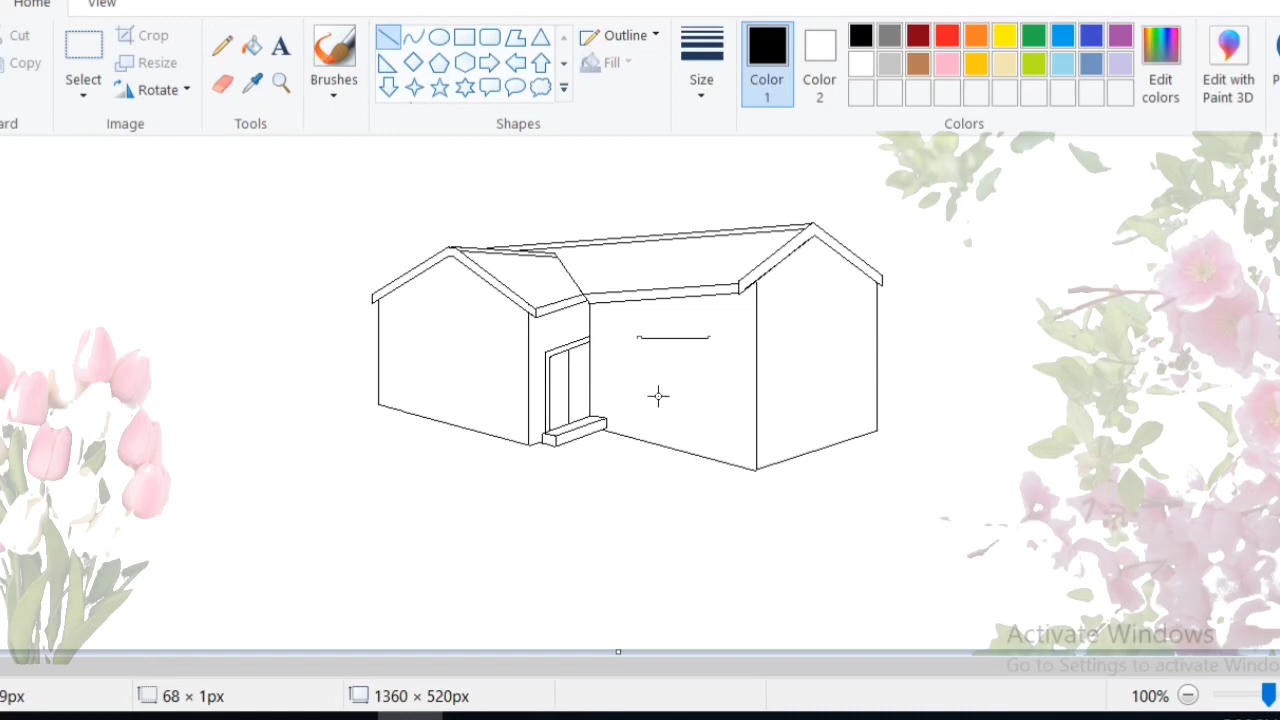 Home View
Cut
Copy
ard
Select
Crop
Resize
Rotate
Image
Tools
Brushes
Shapes
Outline
Fill
Size
Color
1
Color
2
Colors
Edit
colors
Edit with
Paint 3D
Activate Windows
Go to Settings to activate Windo
9px
68 × 1px
1360 × 520px
100%